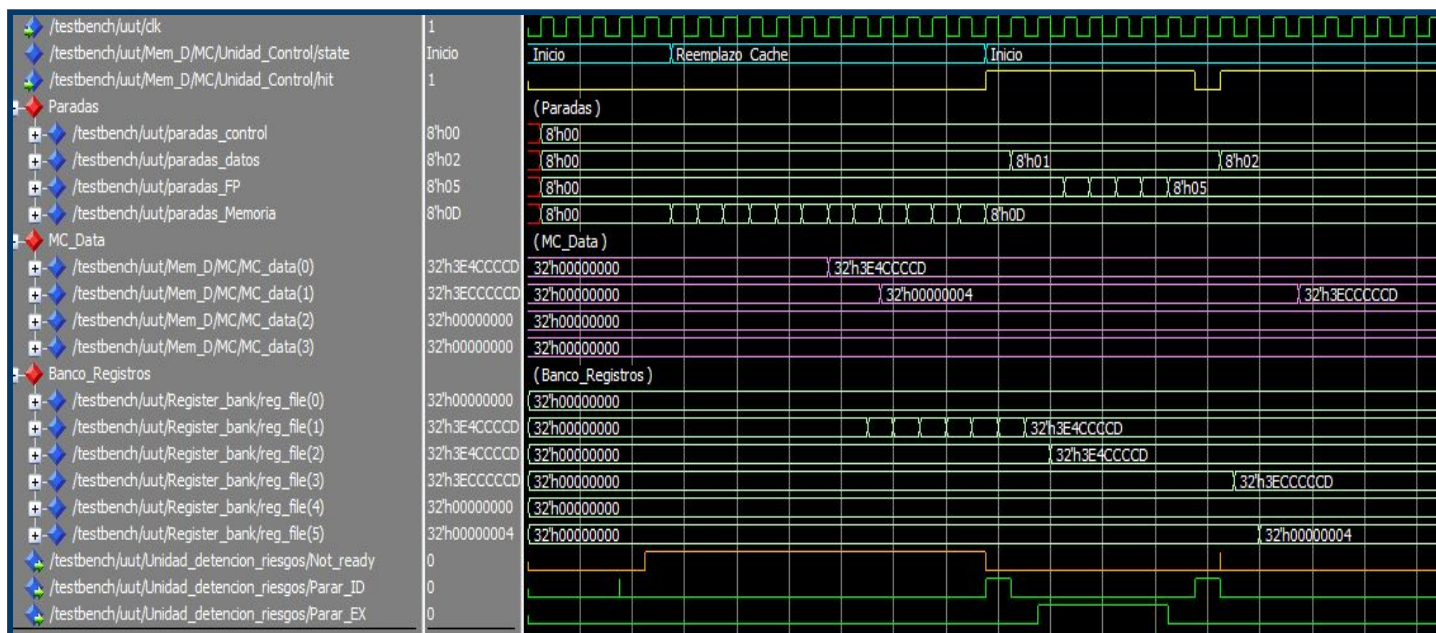 /testbench/uut/clk 1
/testbench/uut/Mem_D/MC/Unidad_Control/state Inicio Inicio Reemplazo_Cache Inicio
/testbench/uut/Mem_D/MC/Unidad_Control/hit 1
Paradas (Paradas)
/testbench/uut/paradas_control 8'h00 8'h00
/testbench/uut/paradas_datos 8'h02 8'h00 8'h01 8'h02
/testbench/uut/paradas_FP 8'h05 8'h00 8'h05
/testbench/uut/paradas_Memoria 8'h0D 8'h00 8'h0D
MC_Data (MC_Data)
/testbench/uut/Mem_D/MC/MC_data(0) 32'h3E4CCCCD 32'h00000000 32'h3E4CCCCD
/testbench/uut/Mem_D/MC/MC_data(1) 32'h3ECCCCCD 32'h00000000 32'h00000004 32'h3ECCCCCD
/testbench/uut/Mem_D/MC/MC_data(2) 32'h00000000 32'h00000000
/testbench/uut/Mem_D/MC/MC_data(3) 32'h00000000 32'h00000000
Banco_Registros (Banco_Registros)
/testbench/uut/Register_bank/reg_file(0) 32'h00000000 32'h00000000
/testbench/uut/Register_bank/reg_file(1) 32'h3E4CCCCD 32'h00000000 32'h3E4CCCCD
/testbench/uut/Register_bank/reg_file(2) 32'h3E4CCCCD 32'h00000000 32'h3E4CCCCD
/testbench/uut/Register_bank/reg_file(3) 32'h3ECCCCCD 32'h00000000 32'h3ECCCCCD
/testbench/uut/Register_bank/reg_file(4) 32'h00000000 32'h00000000
/testbench/uut/Register_bank/reg_file(5) 32'h00000004 32'h00000000 32'h00000004
/testbench/uut/Unidad_detencion_riesgos/Not_ready 0
/testbench/uut/Unidad_detencion_riesgos/Parar_ID 0
/testbench/uut/Unidad_detencion_riesgos/Parar_EX 0